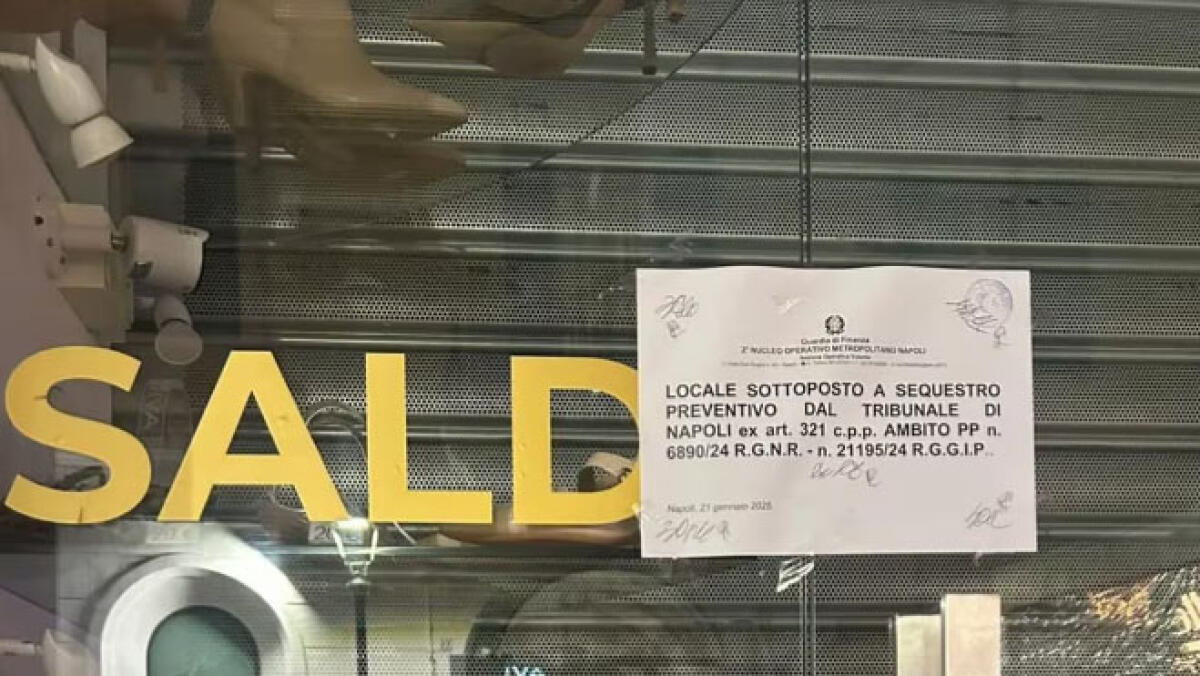 SALD
Guardia di Finanza
2° NUCLEO OPERATIVO METROPOLITANO NAPOLI
LOCALE SOTTOPOSTO A SEQUESTRO
PREVENTIVO DAL TRIBUNALE DI
NAPOLI ex art. 321 c.p.p. AMBITO PP n.
6890/24 R.G.N.R. - n. 21195/24 R.G.G.I.P..
Napoli, 21 gennaio 2025